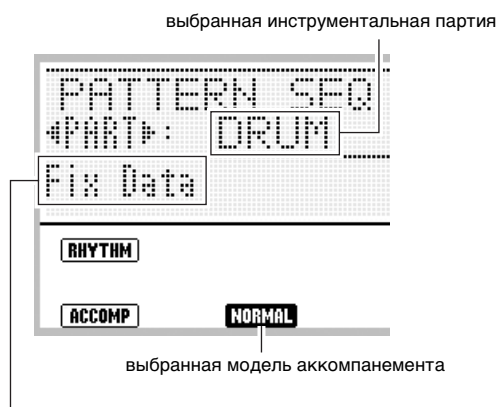 выбранная инструментальная партия
PATTERN SEQ
◄PART►: DRUM
Fix Data
RHYTHM
ACCOMP NORMAL
выбранная модель аккомпанемента